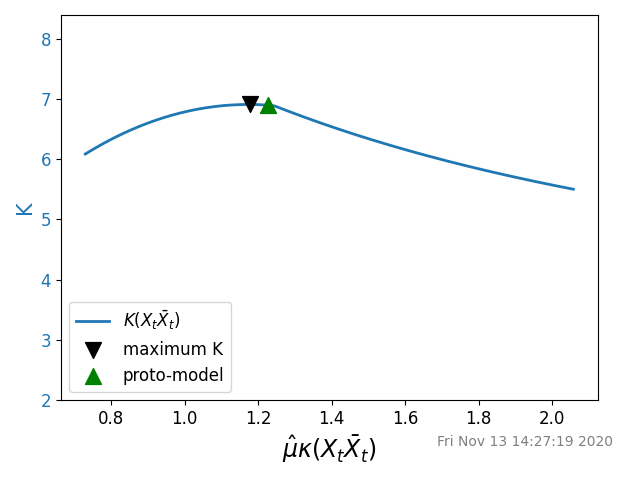 8
7
6
5
4
3
2
K
K(X_tX̄_t)
maximum K
proto-model
0.8 1.0 1.2 1.4 1.6 1.8 2.0
μ̂κ(X_tX̄_t)
Fri Nov 13 14:27:19 2020